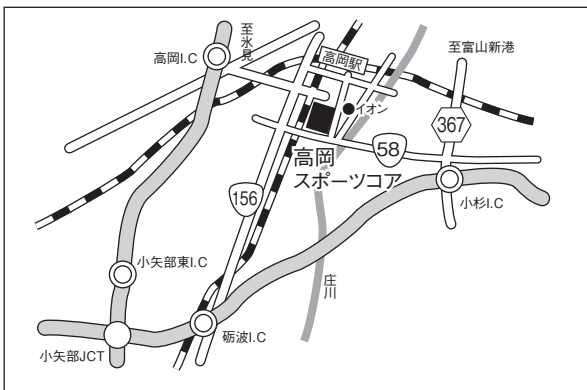 至氷見
高岡I.C
高岡駅
至富山新港
イオン
367
58
高岡
スポーツコア
156
小杉I.C
小矢部東I.C
庄川
砺波I.C
小矢部JCT